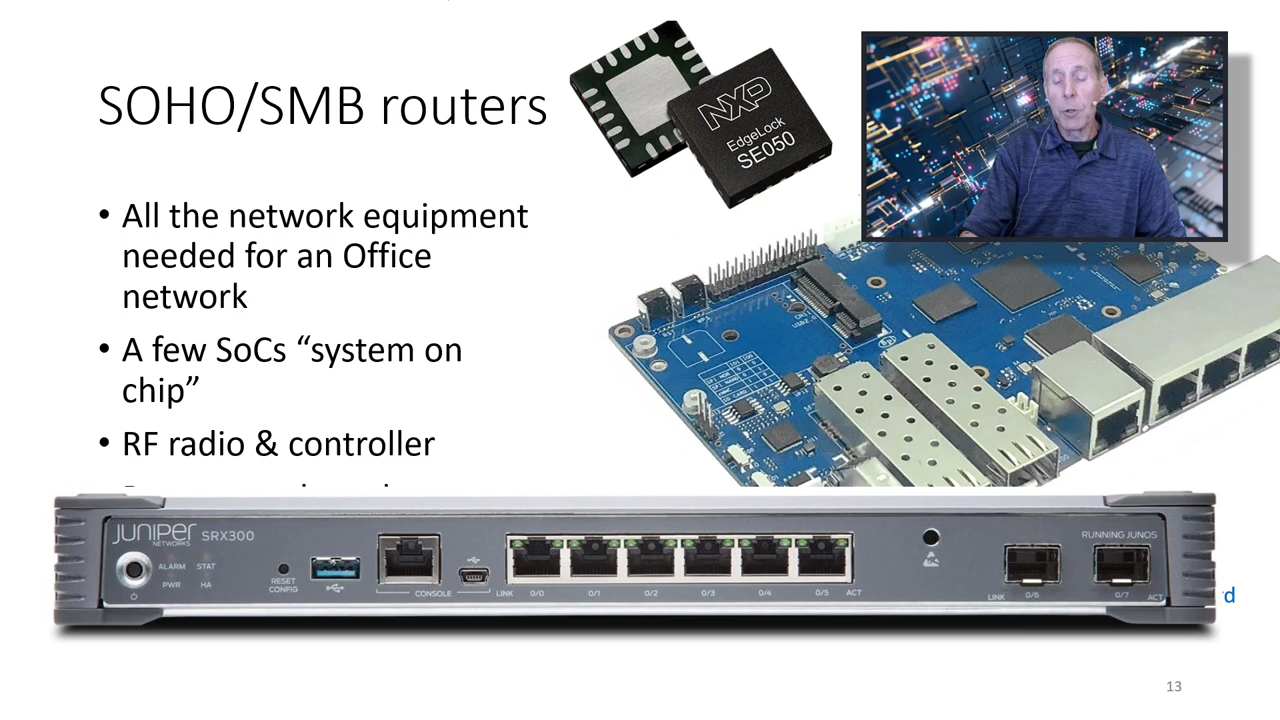 SOHO/SMB routers
• All the network equipment
needed for an Office
network
• A few SoCs “system on
chip”
• RF radio & controller
NXP
EdgeLock
SE050
JUNIPER
NETWORKS
SRX300
ALARM STAT
PWR HA
RESET
CONFIG
CONSOLE
LINK 0/0 0/1 0/2 0/3 0/4 0/5 ACT
RUNNING JUNOS
LINK 0/6 0/7 ACT
d
13